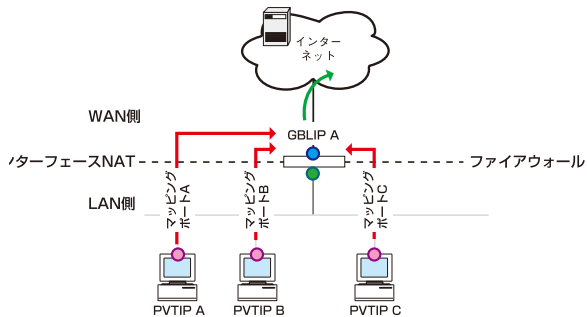 インター
ネット
WAN側
GBLIP A
ンターフェースNAT
ファイアウォール
マッピング
ポートA
マッピング
ポートB
マッピング
ポートC
LAN側
PVTIP A
PVTIP B
PVTIP C